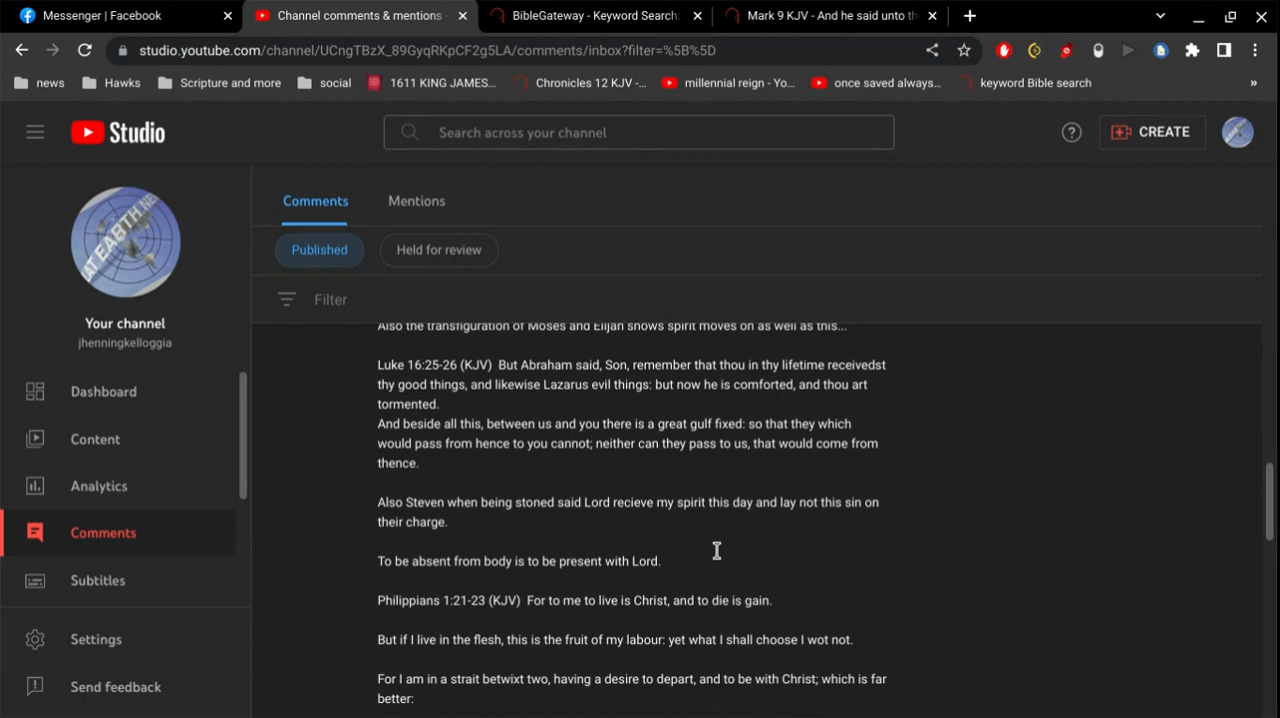 Messenger | Facebook
Channel comments & mentions
BibleGateway - Keyword Search:
Mark 9 KJV - And he said unto th
studio.youtube.com/channel/UCngTBzX_89GyqRKpCF2g5LA/comments/inbox?filter=%5B%5D
news
Hawks
Scripture and more
social
1611 KING JAMES...
Chronicles 12 KJV -...
millennial reign - Yo...
once saved always...
keyword Bible search
»
Studio
Search across your channel
CREATE
AT EARTH NE
Your channel
jhenningkelloggia
Dashboard
Content
Analytics
Comments
Subtitles
Settings
Send feedback
Comments
Mentions
Published
Held for review
Filter
Also the transfiguration of Moses and Elijah shows spirit moves on as well as this...
Luke 16:25-26 (KJV)  But Abraham said, Son, remember that thou in thy lifetime receivedst
thy good things, and likewise Lazarus evil things: but now he is comforted, and thou art
tormented.
And beside all this, between us and you there is a great gulf fixed: so that they which
would pass from hence to you cannot; neither can they pass to us, that would come from
thence.
Also Steven when being stoned said Lord recieve my spirit this day and lay not this sin on
their charge.
To be absent from body is to be present with Lord.
Philippians 1:21-23 (KJV)  For to me to live is Christ, and to die is gain.
But if I live in the flesh, this is the fruit of my labour: yet what I shall choose I wot not.
For I am in a strait betwixt two, having a desire to depart, and to be with Christ; which is far
better: